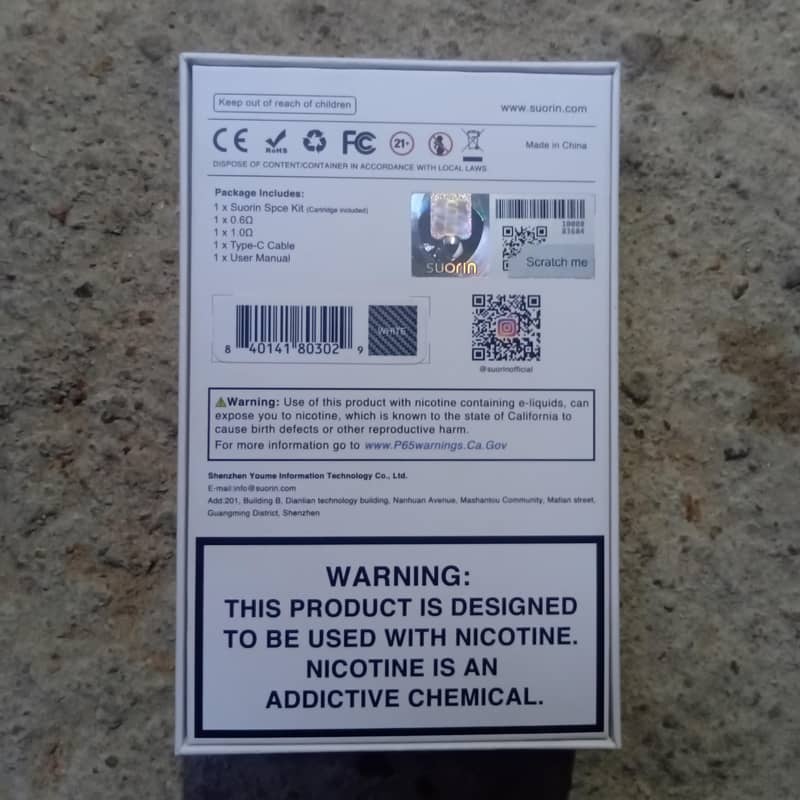 Keep out of reach of children
www.suorin.com
CE RoHS FC 21+ Made in China
DISPOSE OF CONTENT/CONTAINER IN ACCORDANCE WITH LOCAL LAWS
Package Includes:
1 x Suorin Spce Kit (Cartridge included)
1 x 0.6Ω
1 x 1.0Ω
1 x Type-C Cable
1 x User Manual
suorin
10080
81684
Scratch me
WHITE
8 40141 80302 9
@suorinofficial
Warning: Use of this product with nicotine containing e-liquids, can
expose you to nicotine, which is known to the state of California to
cause birth defects or other reproductive harm.
For more information go to www.P65warnings.Ca.Gov
Shenzhen Youme Information Technology Co., Ltd.
E-mail:info@suorin.com
Add:201, Building B, Dianlian technology building, Nanhuan Avenue, Mashantou Community, Matian street,
Guangming District, Shenzhen
WARNING:
THIS PRODUCT IS DESIGNED
TO BE USED WITH NICOTINE.
NICOTINE IS AN
ADDICTIVE CHEMICAL.